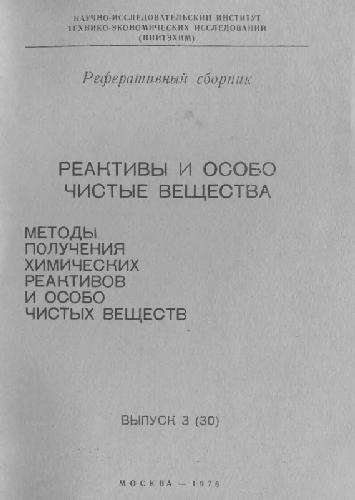 НАУЧНО-ИССЛЕДОВАТЕЛЬСКИЙ ИНСТИТУТ
ТЕХНИКО-ЭКОНОМИЧЕСКИХ ИССЛЕДОВАНИЙ
(НИИТЭХИМ)
Реферативный сборник
РЕАКТИВЫ И ОСОБО
ЧИСТЫЕ ВЕЩЕСТВА
МЕТОДЫ
ПОЛУЧЕНИЯ
ХИМИЧЕСКИХ
РЕАКТИВОВ
И ОСОБО
ЧИСТЫХ ВЕЩЕСТВ
ВЫПУСК 3 (30)
МОСКВА — 1976